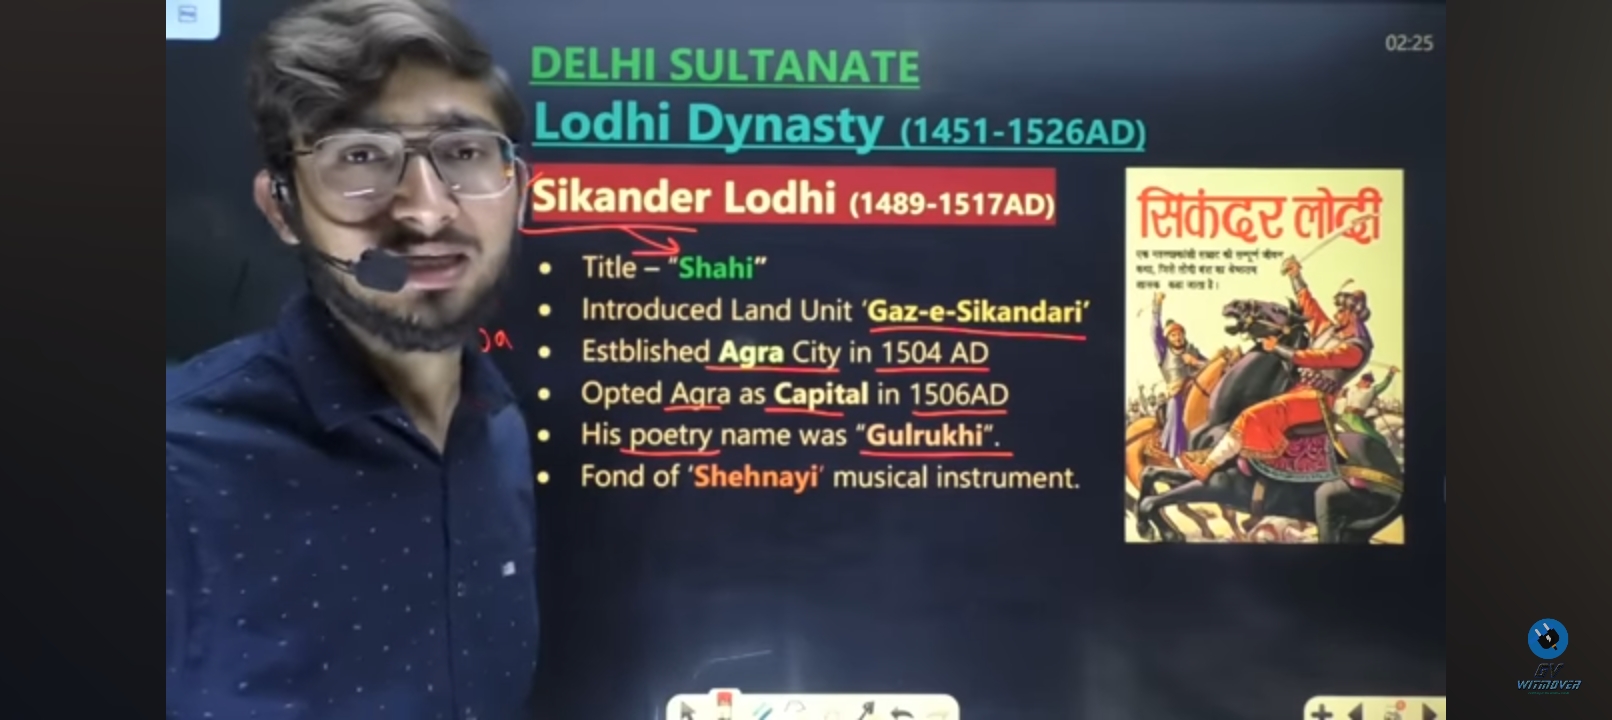 02:25
DELHI SULTANATE
Lodhi Dynasty (1451-1526AD)
Sikander Lodhi (1489-1517AD)
• Title – "Shahi"
• Introduced Land Unit 'Gaz-e-Sikandari'
• Estblished Agra City in 1504 AD
• Opted Agra as Capital in 1506AD
• His poetry name was "Gulrukhi".
• Fond of 'Shehnayi' musical instrument.
सिकंदर लोदी
WITMOVER